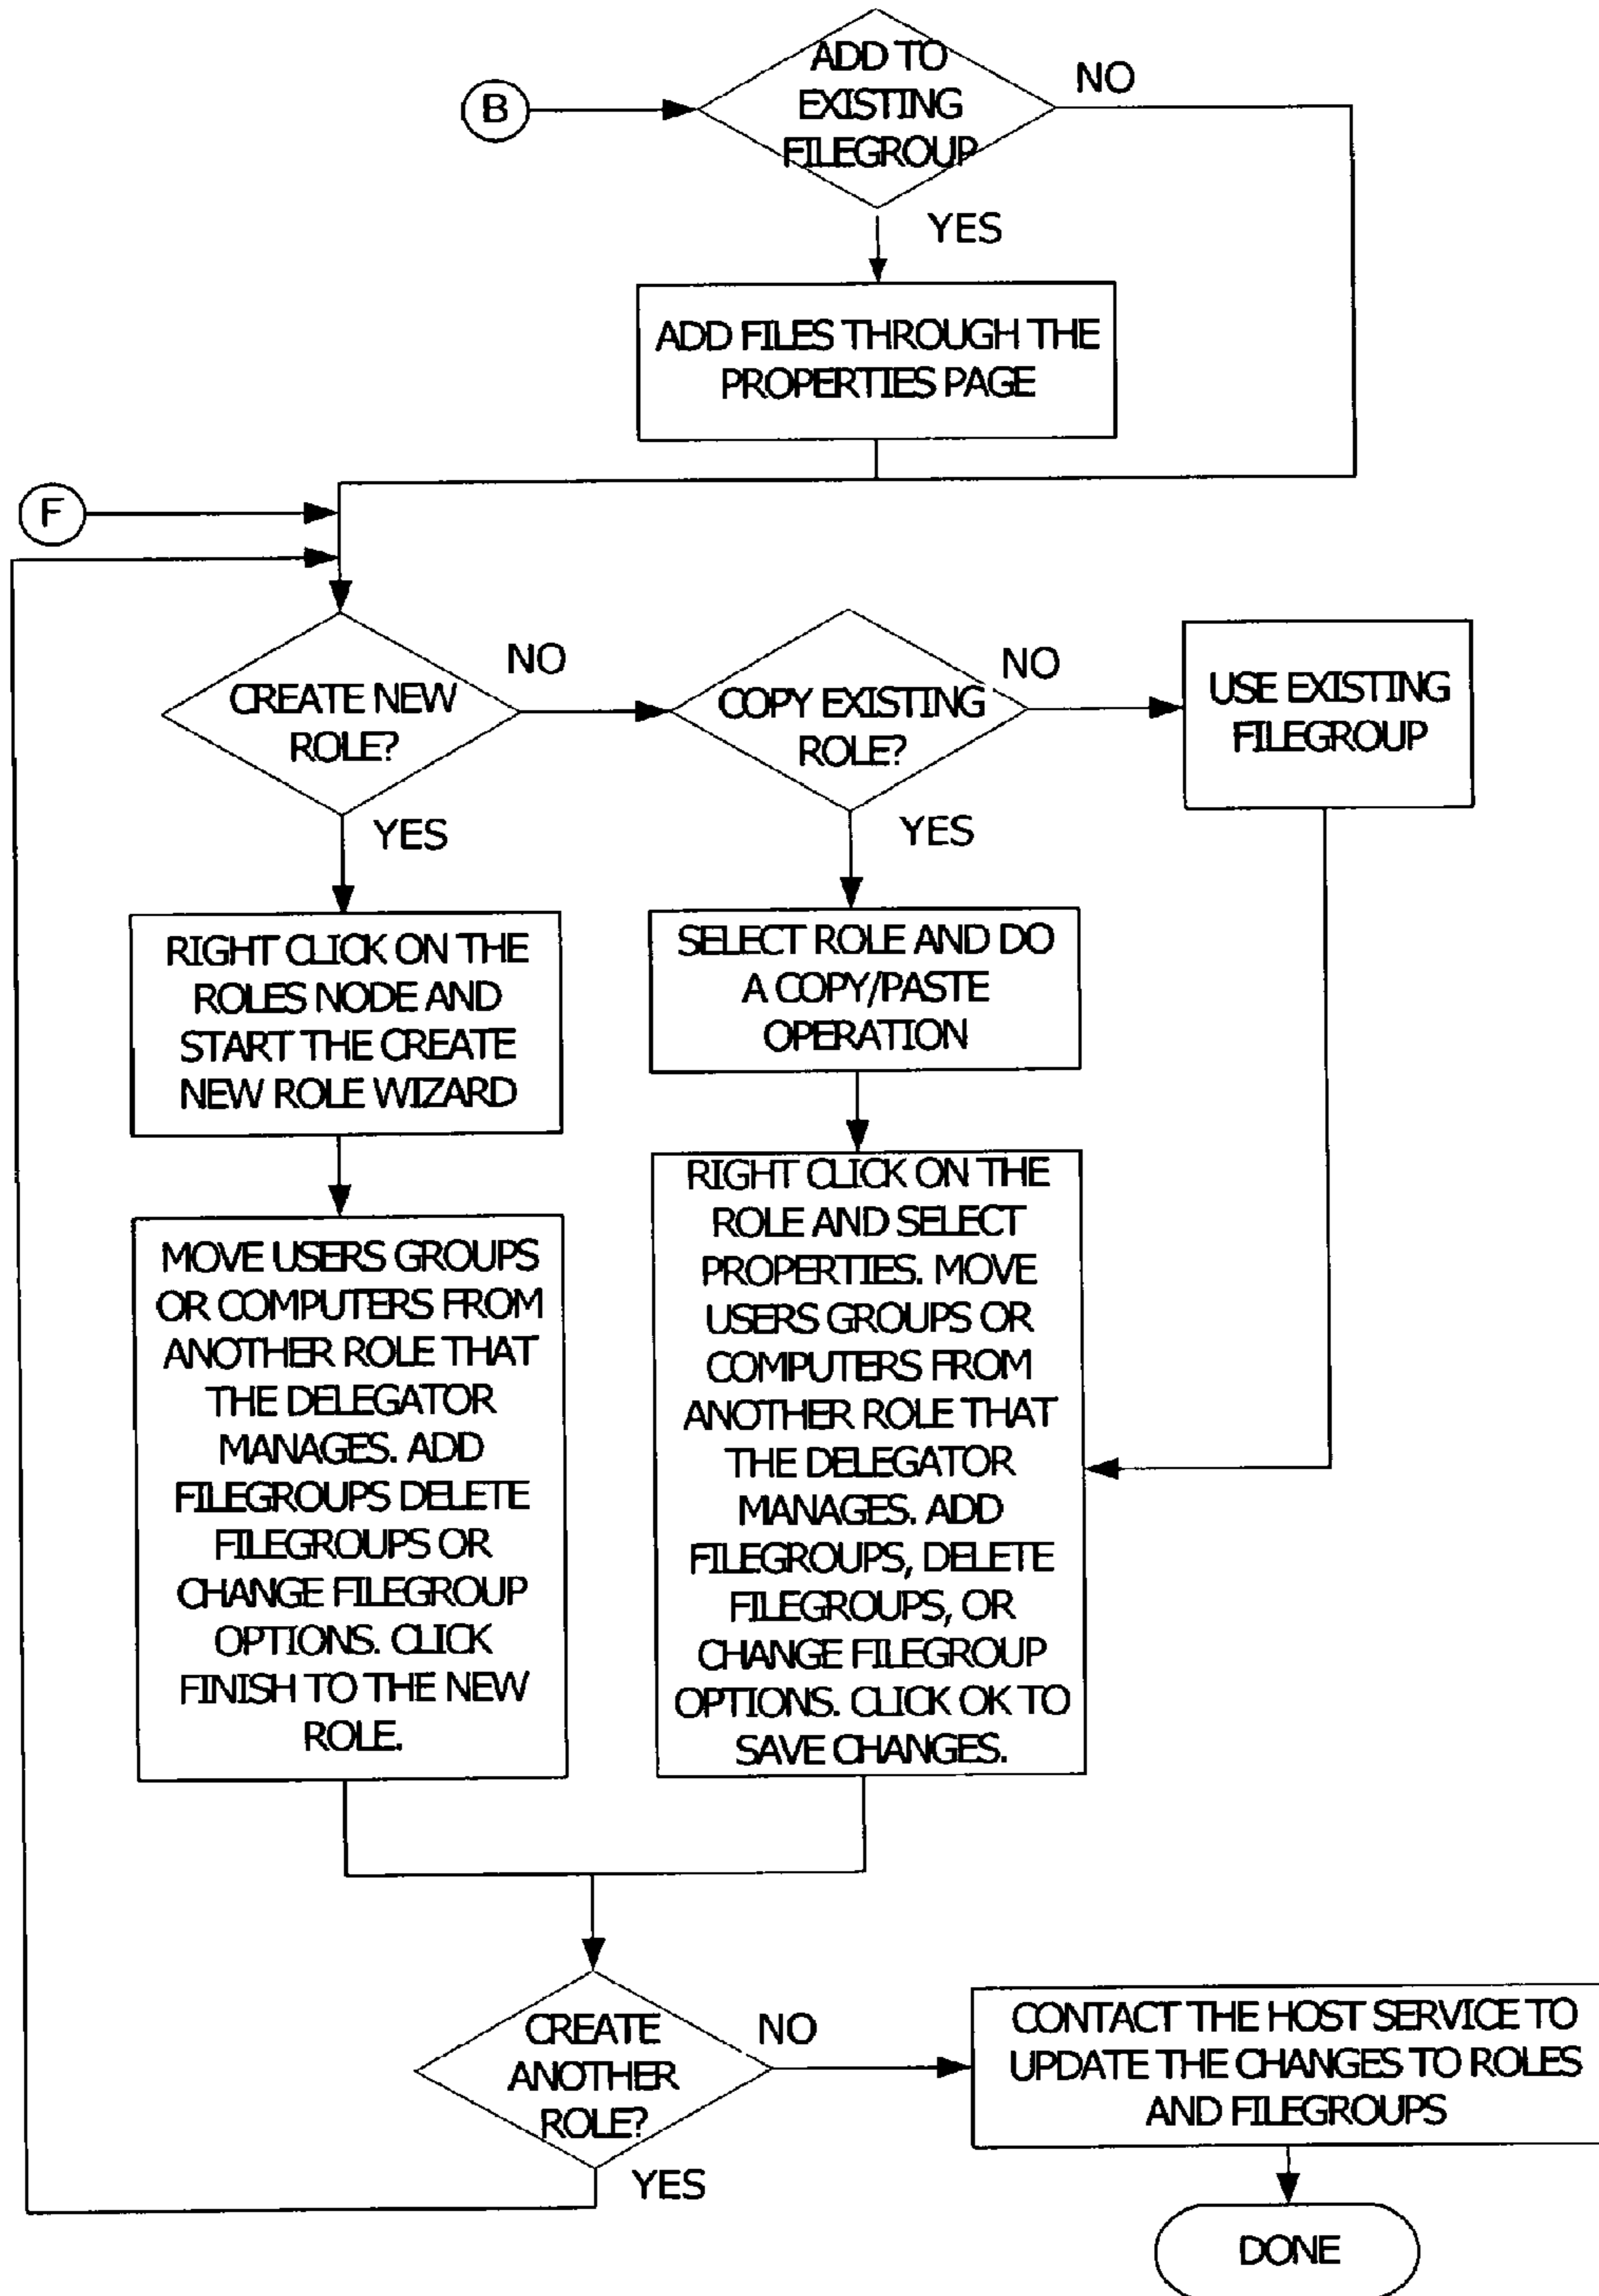 ADD TO
EXISTING
FILEGROUP
NO
B
YES
ADD FILES THROUGH THE
PROPERTIES PAGE
F
CREATE NEW
ROLE?
NO
COPY EXISTING
ROLE?
NO
USE EXISTING
FILEGROUP
YES
YES
RIGHT CLICK ON THE
ROLES NODE AND
START THE CREATE
NEW ROLE WIZARD
SELECT ROLE AND DO
A COPY/PASTE
OPERATION
MOVE USERS GROUPS
OR COMPUTERS FROM
ANOTHER ROLE THAT
THE DELEGATOR
MANAGES. ADD
FILEGROUPS DELETE
FILEGROUPS OR
CHANGE FILEGROUP
OPTIONS. CLICK
FINISH TO THE NEW
ROLE.
RIGHT CLICK ON THE
ROLE AND SELECT
PROPERTIES. MOVE
USERS GROUPS OR
COMPUTERS FROM
ANOTHER ROLE THAT
THE DELEGATOR
MANAGES. ADD
FILEGROUPS, DELETE
FILEGROUPS, OR
CHANGE FILEGROUP
OPTIONS. CLICK OK TO
SAVE CHANGES.
CREATE
ANOTHER
ROLE?
NO
YES
CONTACT THE HOST SERVICE TO
UPDATE THE CHANGES TO ROLES
AND FILEGROUPS
DONE